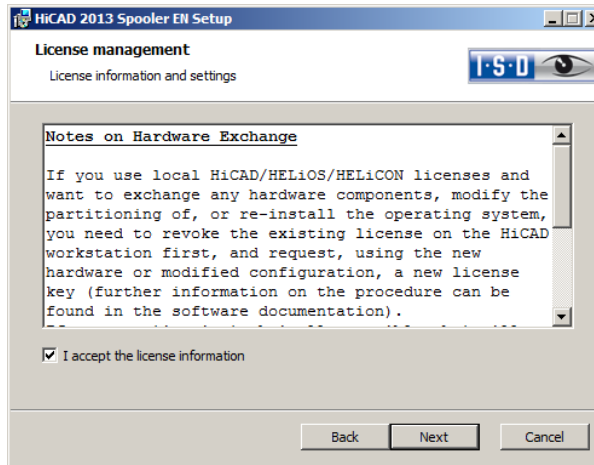 HiCAD 2013 Spooler EN Setup
License management
License information and settings
I·S·D
Notes on Hardware Exchange
If you use local HiCAD/HELiOS/HELiCON licenses and
want to exchange any hardware components, modify the
partitioning of, or re-install the operating system,
you need to revoke the existing license on the HiCAD
workstation first, and request, using the new
hardware or modified configuration, a new license
key (further information on the procedure can be
found in the software documentation).
I accept the license information
Back Next Cancel